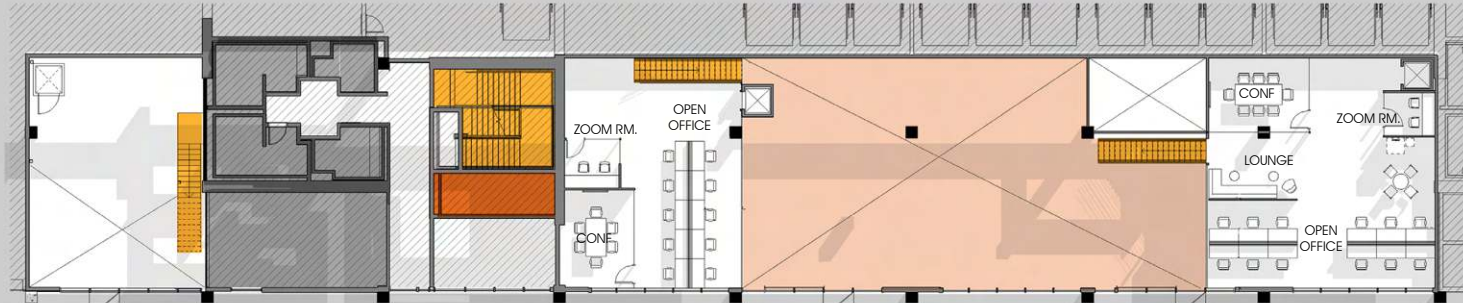 ZOOM RM.
OPEN
OFFICE
CONF
CONF
ZOOM RM.
LOUNGE
OPEN
OFFICE